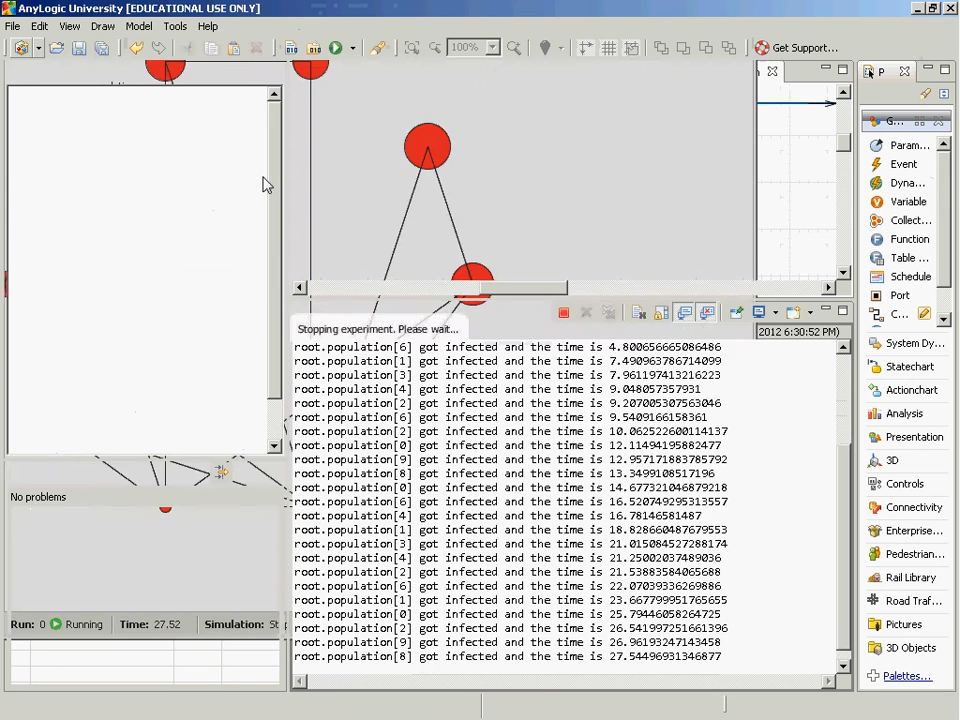 AnyLogic University [EDUCATIONAL USE ONLY]
File Edit View Draw Model Tools Help
100% Get Support...
P
G...
Param...
Event
Dyna...
Variable
Collect...
Function
Table ...
Schedule
Port
C...
System Dy...
Statechart
Actionchart
Analysis
Presentation
3D
Controls
Connectivity
Enterprise...
Pedestrian...
Rail Library
Road Traf...
Pictures
3D Objects
Palettes...
Stopping experiment. Please wait...
2012 6:30:52 PM)
root.population[6] got infected and the time is 4.800656665086486
root.population[1] got infected and the time is 7.490963786714099
root.population[3] got infected and the time is 7.961197413216223
root.population[4] got infected and the time is 9.048057357931
root.population[2] got infected and the time is 9.207005307563046
root.population[6] got infected and the time is 9.5409166158361
root.population[2] got infected and the time is 10.062522600114137
root.population[0] got infected and the time is 12.11494195882477
root.population[9] got infected and the time is 12.957171883785792
root.population[8] got infected and the time is 13.3499108517196
root.population[0] got infected and the time is 14.677321046879218
root.population[6] got infected and the time is 16.520749295313557
root.population[4] got infected and the time is 16.78146581487
root.population[1] got infected and the time is 18.828660487679553
root.population[3] got infected and the time is 21.015084527288174
root.population[4] got infected and the time is 21.25002037489036
root.population[2] got infected and the time is 21.53883584065688
root.population[6] got infected and the time is 22.07039336269886
root.population[1] got infected and the time is 23.667799951765655
root.population[0] got infected and the time is 25.79446058264725
root.population[2] got infected and the time is 26.541997251661396
root.population[9] got infected and the time is 26.96193247143458
root.population[8] got infected and the time is 27.54496931346877
No problems
Run: 0 Running Time: 27.52 Simulation: Sto